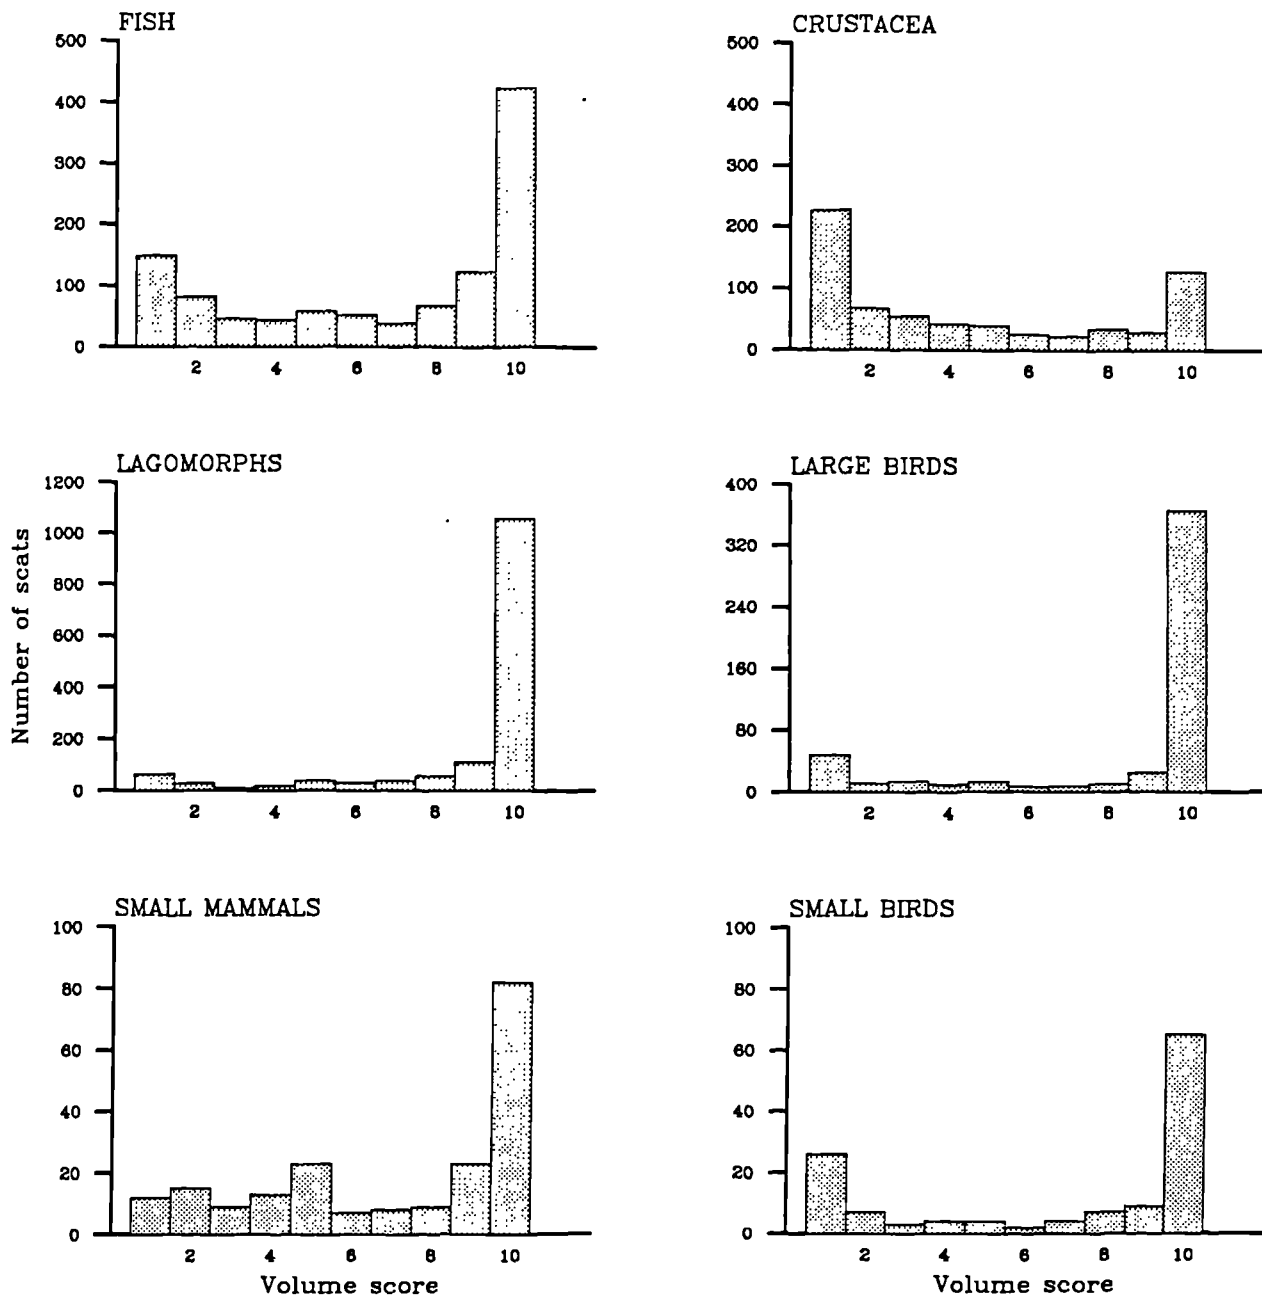 FISH
500
400
300
200
100
0
2 4 6 8 10
CRUSTACEA
500
400
300
200
100
0
2 4 6 8 10
Number of scats
LAGOMORPHS
1200
1000
800
600
400
200
0
2 4 6 8 10
LARGE BIRDS
400
320
240
160
80
0
2 4 6 8 10
SMALL MAMMALS
100
80
60
40
20
0
2 4 6 8 10
Volume score
SMALL BIRDS
100
80
60
40
20
0
2 4 6 8 10
Volume score